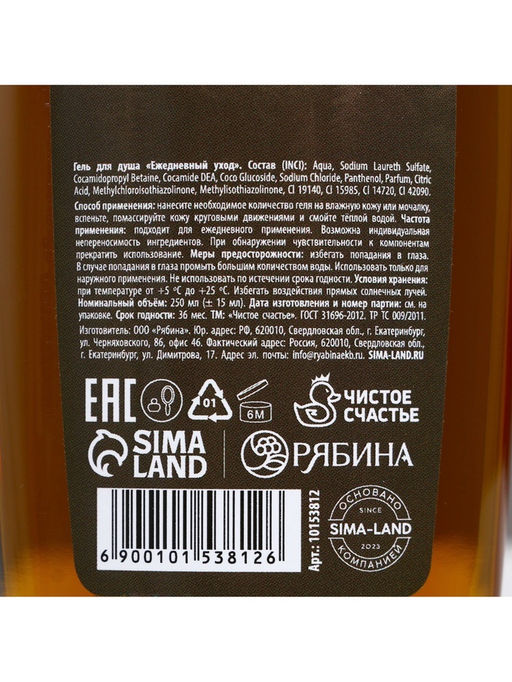 Гель для душа «Ежедневный уход». Состав (INCI): Aqua, Sodium Laureth Sulfate,
Cocamidopropyl Betaine, Cocamide DEA, Coco Glucoside, Sodium Chloride, Panthenol, Parfum, Citric
Acid, Methylchloroisothiazolinone, Methylisothiazolinone, CI 19140, CI 15985, CI 14720, CI 42090.
Способ применения: нанесите необходимое количество геля на влажную кожу или мочалку,
вспеньте, помассируйте кожу круговыми движениями и смойте тёплой водой. Частота
применения: подходит для ежедневного применения. Возможна индивидуальная
непереносимость ингредиентов. При обнаружении чувствительности к компонентам
прекратить использование. Меры предосторожности: избегать попадания в глаза.
В случае попадания в глаза промыть большим количеством воды. Использовать только для
наружного применения. Не использовать по истечении срока годности. Условия хранения:
при температуре от +5 ºС до +25 ºС. Избегать воздействия прямых солнечных лучей.
Номинальный объём: 250 мл (± 15 мл). Дата изготовления и номер партии: см. на
упаковке. Срок годности: 36 мес. ТМ: «Чистое счастье». ГОСТ 31696-2012. ТР ТС 009/2011.
Изготовитель: ООО «Рябина». Юр. адрес: РФ, 620010, Свердловская обл., г. Екатеринбург,
ул. Черняховского, 86, офис 46. Фактический адрес: Россия, 620010, Свердловская обл.,
г. Екатеринбург, ул. Димитрова, 17. Адрес эл. почты: info@ryabinaekb.ru. SIMA-LAND.RU
EAC
01
6M
ЧИСТОЕ
СЧАСТЬЕ
SIMA
LAND
РЯБИНА
6 900101 538126
Арт.: 10153812
ОСНОВАНО
SINCE
SIMA-LAND
2023
КОМПАНИЕЙ